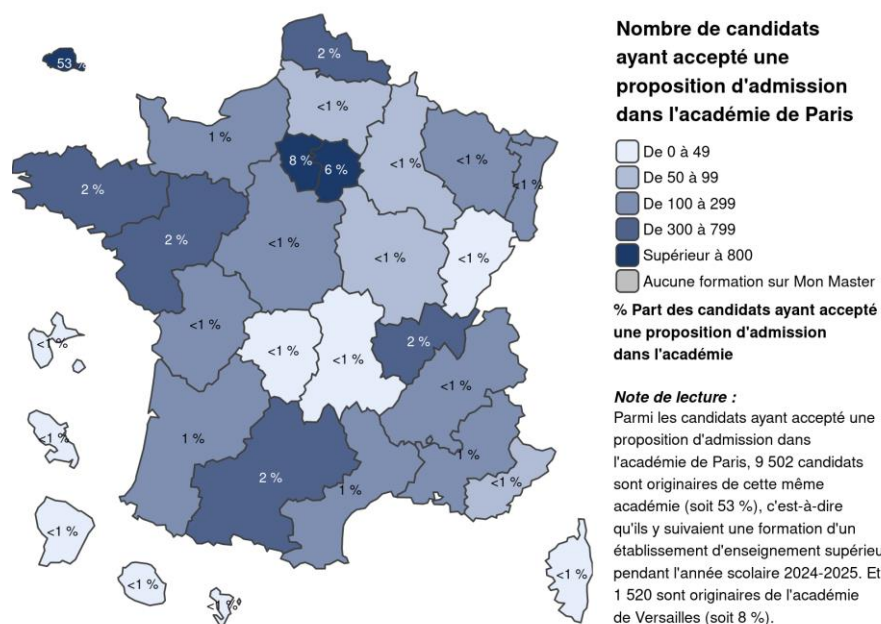 Nombre de candidats
ayant accepté une
proposition d'admission
dans l'académie de Paris
De 0 à 49
De 50 à 99
De 100 à 299
De 300 à 799
Supérieur à 800
Aucune formation sur Mon Master
% Part des candidats ayant accepté
une proposition d'admission
dans l'académie
Note de lecture :
Parmi les candidats ayant accepté une
proposition d'admission dans
l'académie de Paris, 9 502 candidats
sont originaires de cette même
académie (soit 53 %), c'est-à-dire
qu'ils y suivaient une formation d'un
établissement d'enseignement supérieu
pendant l'année scolaire 2024-2025. Et
1 520 sont originaires de l'académie
de Versailles (soit 8 %).
2 %
53 %
<1 %
1 %
8 %
6 %
<1 %
<1 %
<1 %
2 %
2 %
<1 %
<1 %
<1 %
<1 %
<1 %
<1 %
<1 %
2 %
<1 %
<1 %
1 %
2 %
1 %
1 %
<1 %
<1 %
<1 %
<1 %
<1 %